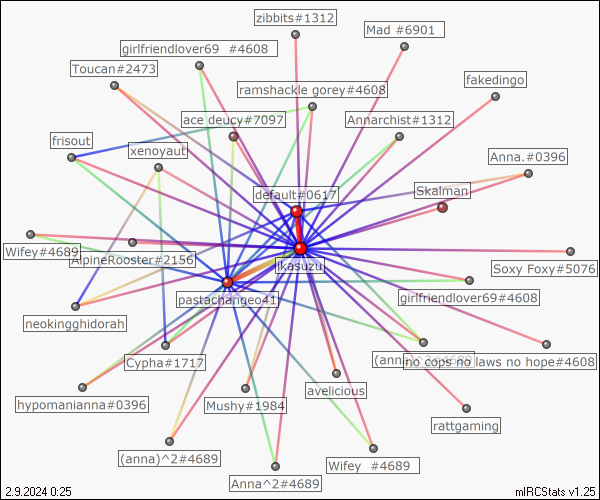 zibbits#1312
Mad #6901
girlfriendlover69  #4608
Toucan#2473
fakedingo
ramshackle gorey#4608
ace deucy#7097
Annarchist#1312
frisout
xenoyaut
Anna.#0396
default#0617
Skalman
Wifey#4689
AlpineRooster#2156
ikasuzu
Soxy Foxy#5076
pastachangeo41
girlfriendlover69#4608
neokingghidorah
Cypha#1717
(anna)^2#4689
no cops no laws no hope#4608
avelicious
hypomanianna#0396
Mushy#1984
rattgaming
(anna)^2#4689
Wifey  #4689
Anna^2#4689
2.9.2024 0:25
mIRCStats v1.25